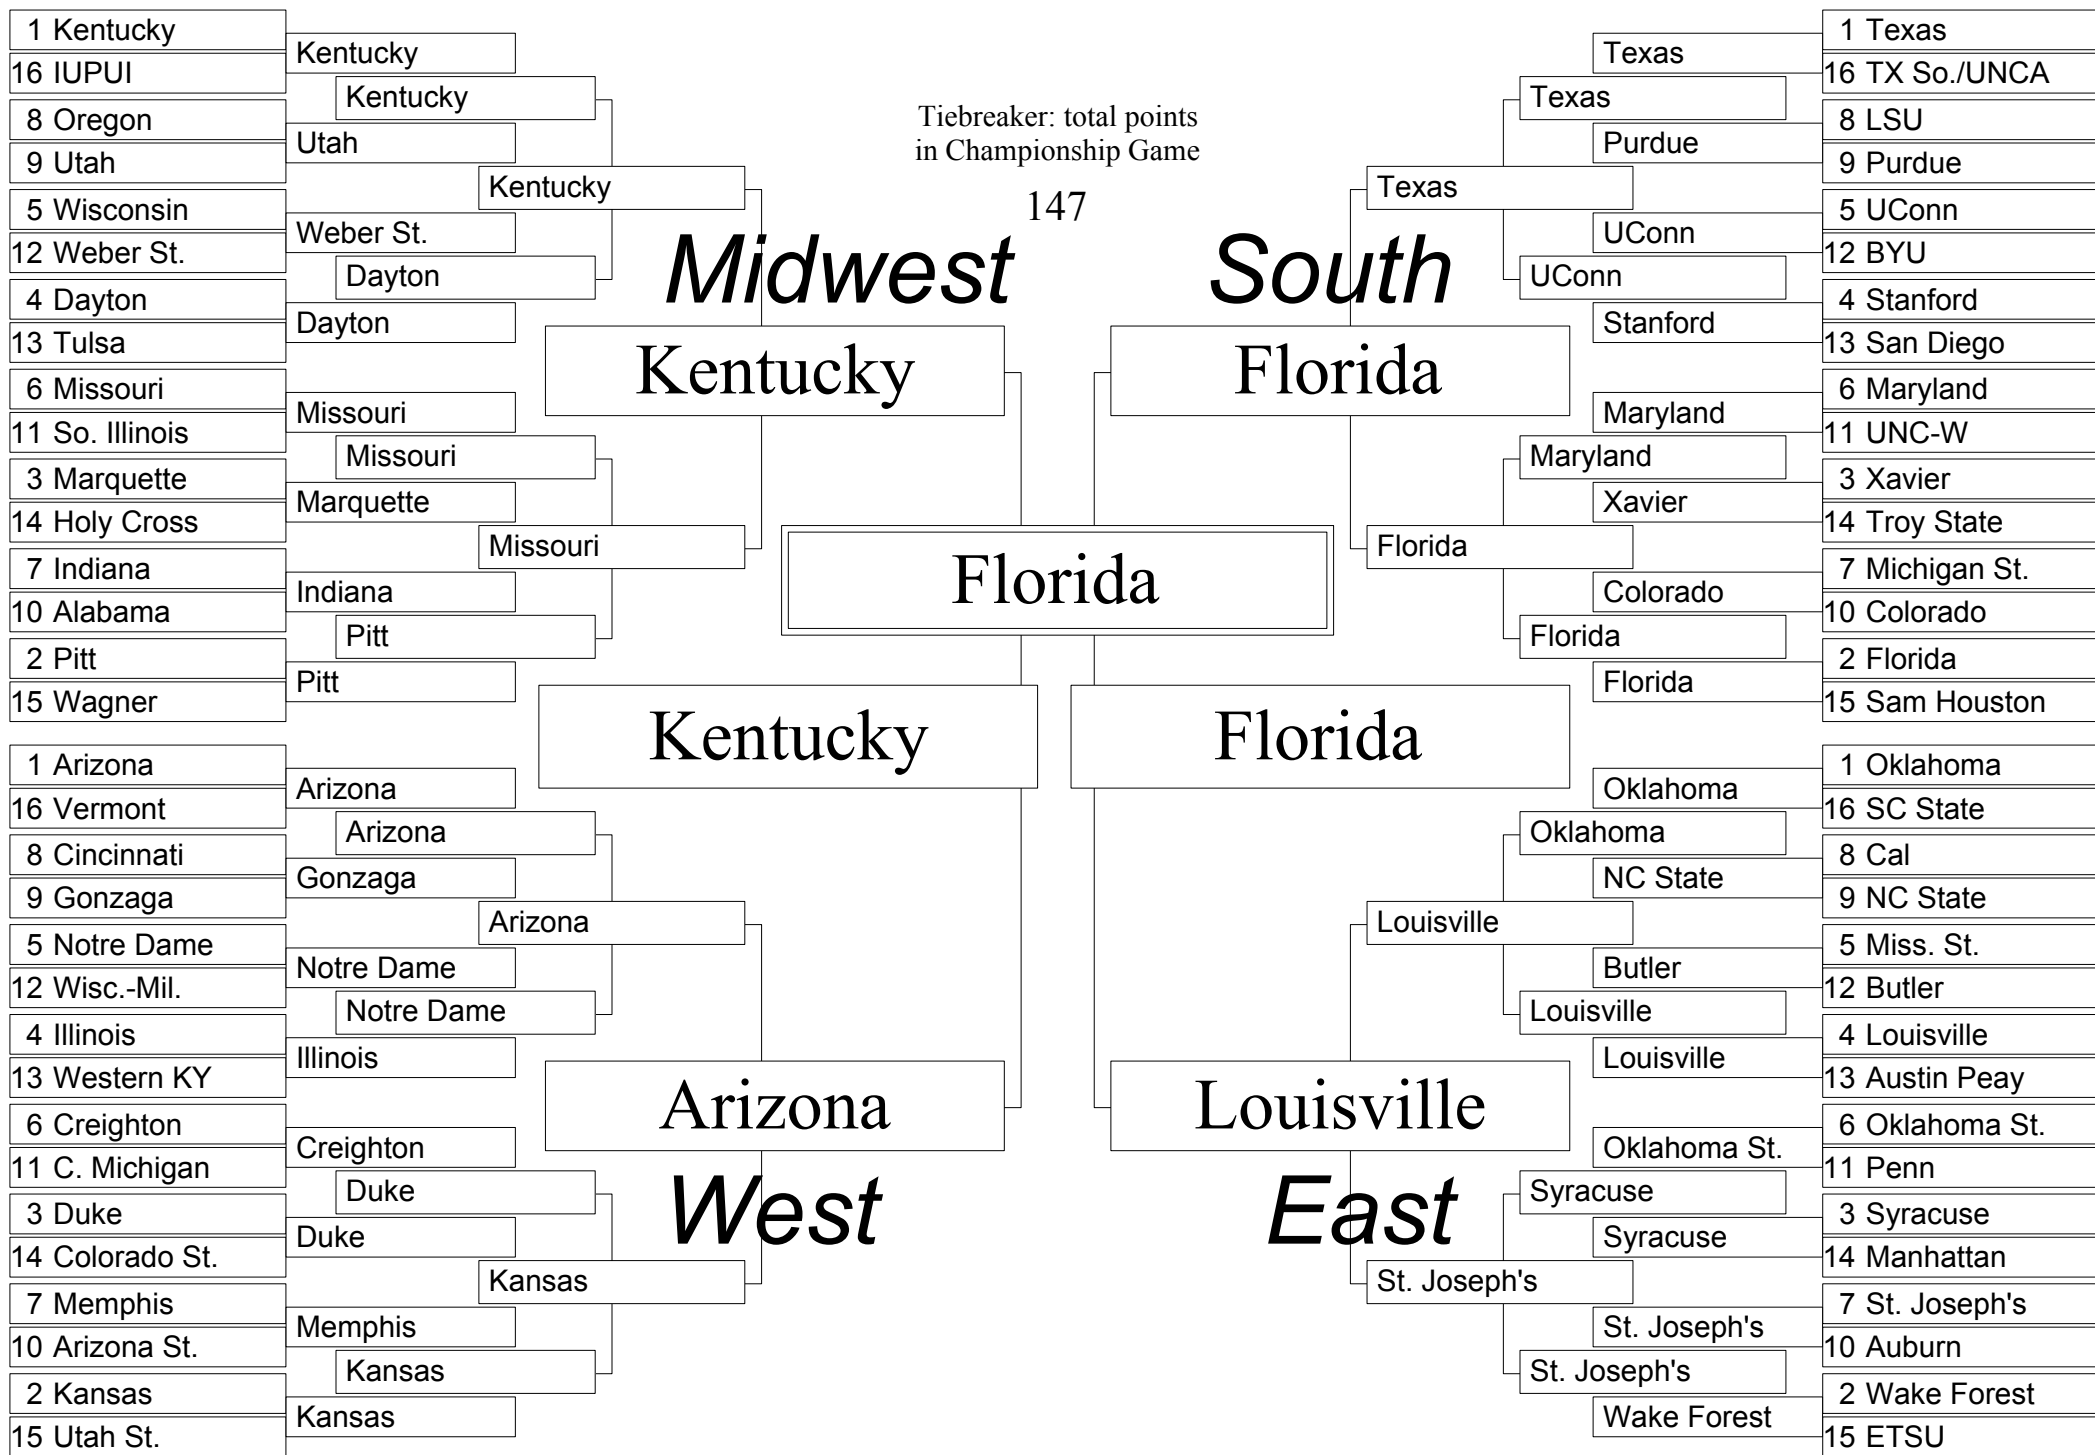 1 Kentucky
16 IUPUI
8 Oregon
9 Utah
5 Wisconsin
12 Weber St.
4 Dayton
13 Tulsa
6 Missouri
11 So. Illinois
3 Marquette
14 Holy Cross
7 Indiana
10 Alabama
2 Pitt
15 Wagner
Kentucky
Utah
Weber St.
Dayton
Missouri
Marquette
Indiana
Pitt
Kentucky
Dayton
Missouri
Pitt
Kentucky
Missouri
Midwest
Kentucky
1 Arizona
16 Vermont
8 Cincinnati
9 Gonzaga
5 Notre Dame
12 Wisc.-Mil.
4 Illinois
13 Western KY
6 Creighton
11 C. Michigan
3 Duke
14 Colorado St.
7 Memphis
10 Arizona St.
2 Kansas
15 Utah St.
Arizona
Gonzaga
Notre Dame
Illinois
Creighton
Duke
Memphis
Kansas
Arizona
Notre Dame
Duke
Kansas
Arizona
Kansas
Arizona
West
Tiebreaker: total points
in Championship Game
147
Florida
Kentucky
Florida
South
Florida
Texas
Florida
Texas
UConn
Maryland
Florida
Texas
Purdue
UConn
Stanford
Maryland
Xavier
Colorado
Florida
1 Texas
16 TX So./UNCA
8 LSU
9 Purdue
5 UConn
12 BYU
4 Stanford
13 San Diego
6 Maryland
11 UNC-W
3 Xavier
14 Troy State
7 Michigan St.
10 Colorado
2 Florida
15 Sam Houston
Louisville
East
Louisville
St. Joseph's
Oklahoma
Louisville
Syracuse
St. Joseph's
Oklahoma
NC State
Butler
Louisville
Oklahoma St.
Syracuse
St. Joseph's
Wake Forest
1 Oklahoma
16 SC State
8 Cal
9 NC State
5 Miss. St.
12 Butler
4 Louisville
13 Austin Peay
6 Oklahoma St.
11 Penn
3 Syracuse
14 Manhattan
7 St. Joseph's
10 Auburn
2 Wake Forest
15 ETSU